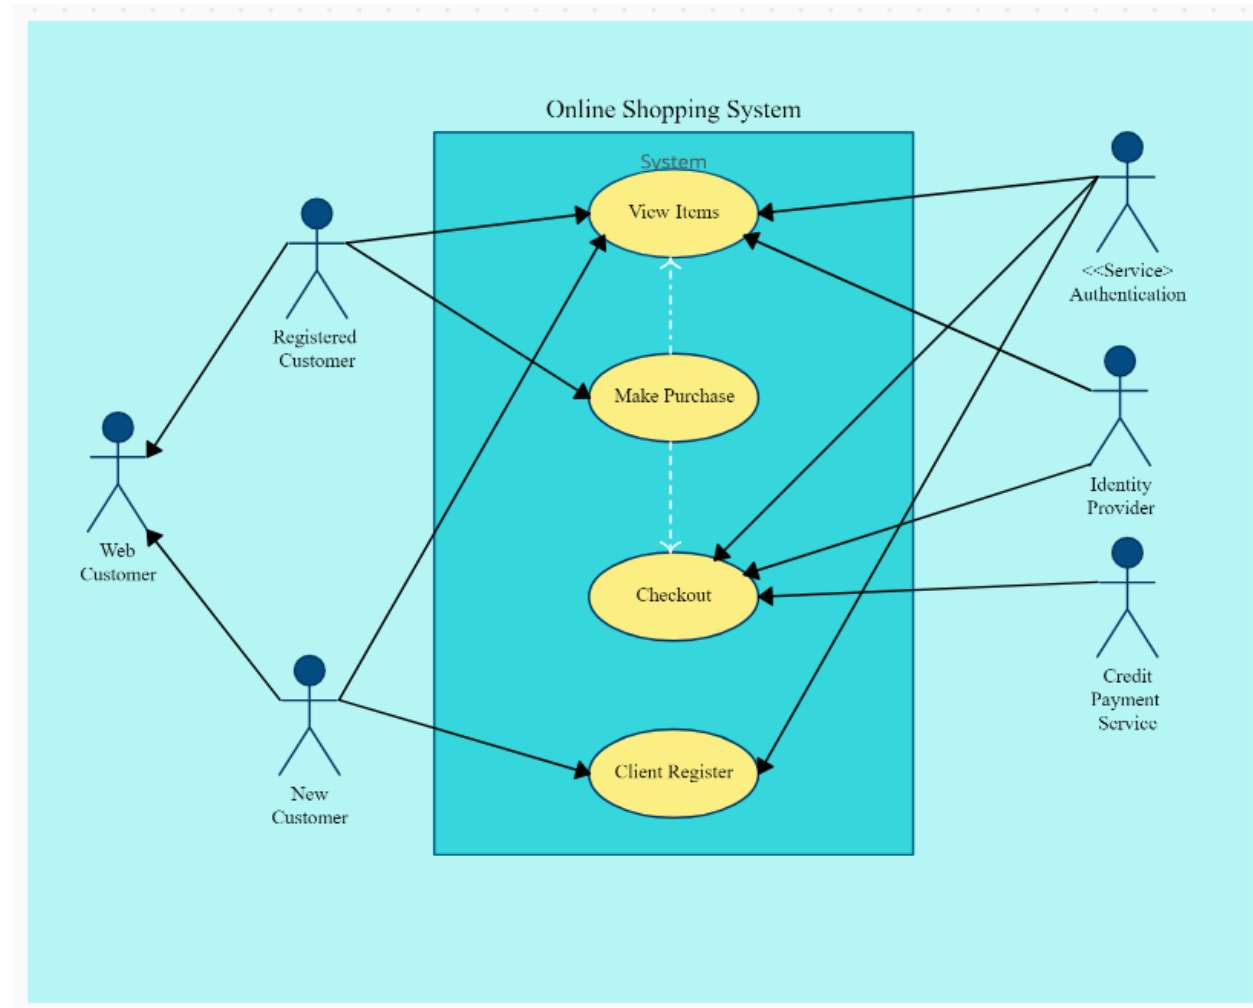 Online Shopping System
System
View Items
<<Service>
Authentication
Registered
Customer
Make Purchase
Identity
Provider
Web
Customer
Checkout
Credit
Payment
Service
Client Register
New
Customer